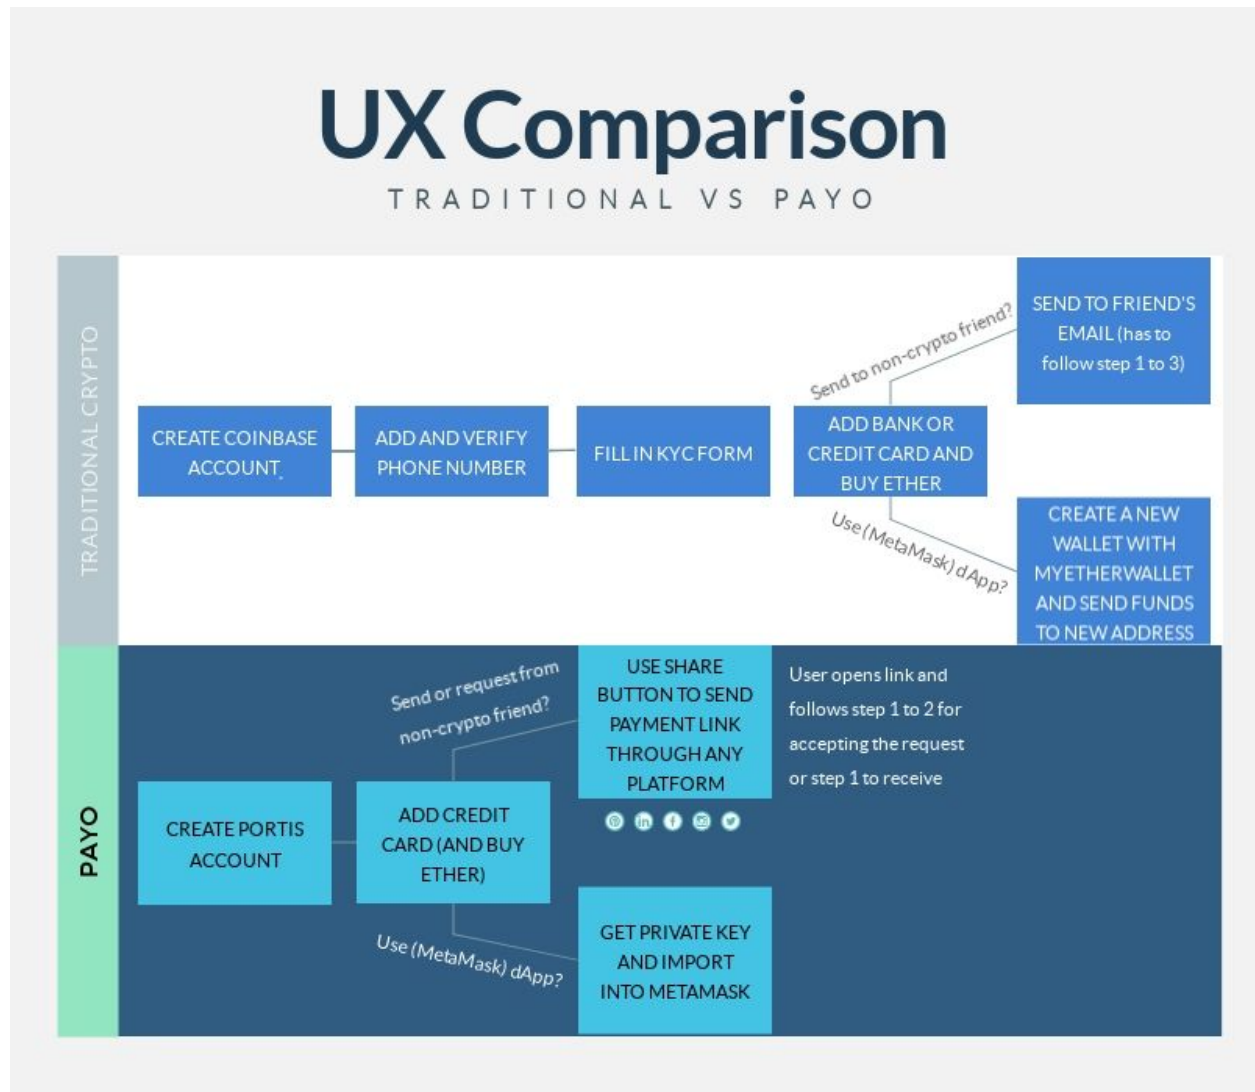 UX Comparison
TRADITIONAL VS PAYO
TRADITIONAL CRYPTO
CREATE COINBASE
ACCOUNT.
ADD AND VERIFY
PHONE NUMBER
FILL IN KYC FORM
ADD BANK OR
CREDIT CARD AND
BUY ETHER
Send to non-crypto friend?
SEND TO FRIEND'S
EMAIL (has to
follow step 1 to 3)
Use (MetaMask) dApp?
CREATE A NEW
WALLET WITH
MYETHERWALLET
AND SEND FUNDS
TO NEW ADDRESS
PAYO
CREATE PORTIS
ACCOUNT
ADD CREDIT
CARD (AND BUY
ETHER)
Send or request from
non-crypto friend?
USE SHARE
BUTTON TO SEND
PAYMENT LINK
THROUGH ANY
PLATFORM
User opens link and
follows step 1 to 2 for
accepting the request
or step 1 to receive
Use (MetaMask) dApp?
GET PRIVATE KEY
AND IMPORT
INTO METAMASK